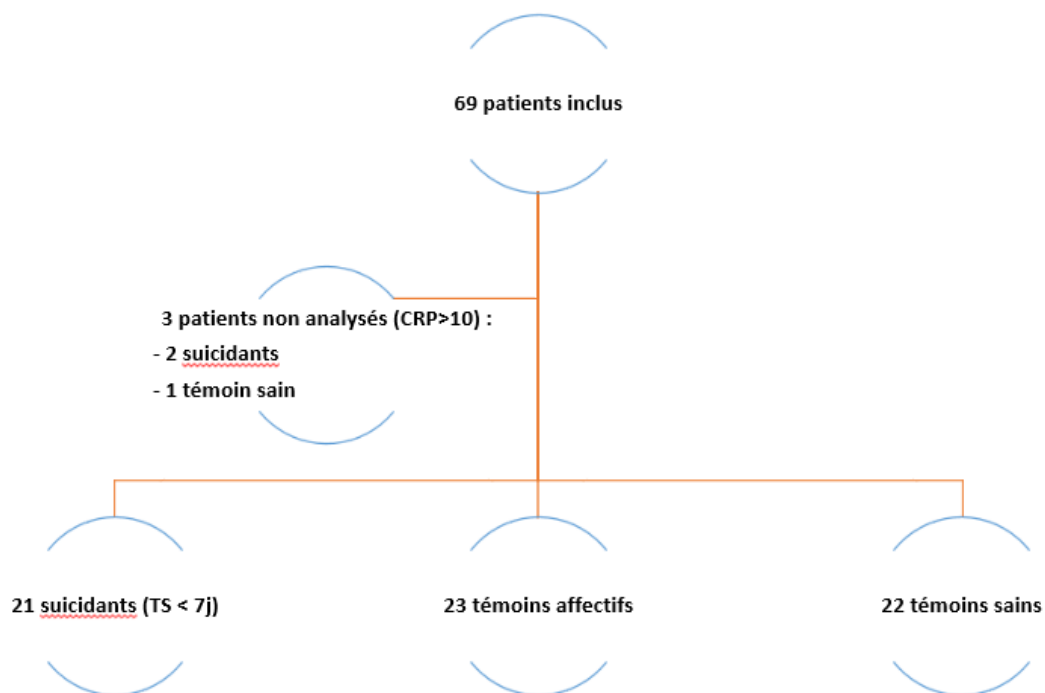 69 patients inclus
3 patients non analysés (CRP>10) :
- 2 suicidants
- 1 témoin sain
21 suicidants (TS < 7j)
23 témoins affectifs
22 témoins sains